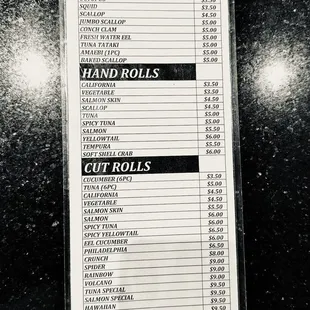 SQUID $3.50
SCALLOP $4.50
JUMBO SCALLOP $5.00
CONCH CLAM $5.00
FRESH WATER EEL $5.00
TUNA TATAKI $5.00
AMAEBI (1PC) $5.00
BAKED SCALLOP $5.00
HAND ROLLS
CALIFORNIA $3.50
VEGETABLE $3.50
SALMON SKIN $4.50
SCALLOP $4.50
TUNA $5.00
SPICY TUNA $5.00
SALMON $5.00
YELLOWTAIL $6.00
TEMPURA $5.50
SOFT SHELL CRAB $6.00
CUT ROLLS
CUCUMBER (6PC) $3.50
TUNA (6PC) $5.00
CALIFORNIA $4.50
VEGETABLE $4.50
SALMON SKIN $5.50
SALMON $6.00
SPICY TUNA $6.00
SPICY YELLOWTAIL $6.50
EEL CUCUMBER $6.00
PHILADELPHIA $6.50
CRUNCH $8.00
SPIDER $9.00
RAINBOW $9.00
VOLCANO $9.00
TUNA SPECIAL $9.50
SALMON SPECIAL $9.50
HAWAIIAN $9.50